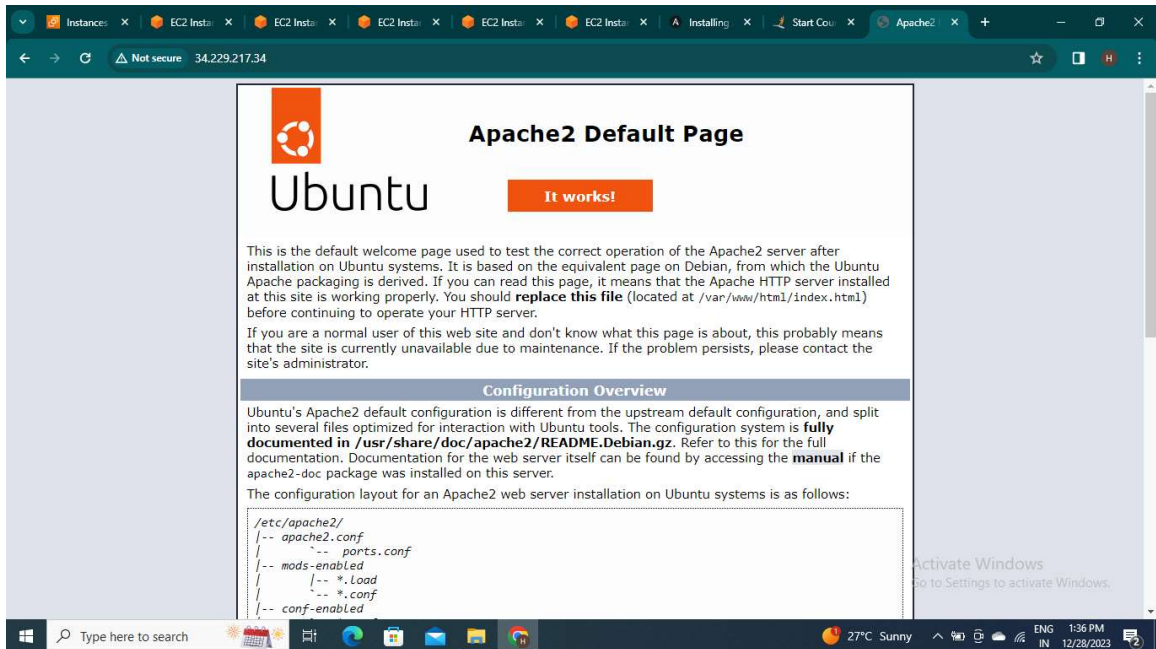 Instances
EC2 Instar
EC2 Instar
EC2 Instar
EC2 Instar
EC2 Instar
Installing
Start Cou
Apache2
Not secure 34.229.217.34
H
Apache2 Default Page
Ubuntu
It works!
This is the default welcome page used to test the correct operation of the Apache2 server after
installation on Ubuntu systems. It is based on the equivalent page on Debian, from which the Ubuntu
Apache packaging is derived. If you can read this page, it means that the Apache HTTP server installed
at this site is working properly. You should replace this file (located at /var/www/html/index.html)
before continuing to operate your HTTP server.
If you are a normal user of this web site and don't know what this page is about, this probably means
that the site is currently unavailable due to maintenance. If the problem persists, please contact the
site's administrator.
Configuration Overview
Ubuntu's Apache2 default configuration is different from the upstream default configuration, and split
into several files optimized for interaction with Ubuntu tools. The configuration system is fully
documented in /usr/share/doc/apache2/README.Debian.gz. Refer to this for the full
documentation. Documentation for the web server itself can be found by accessing the manual if the
apache2-doc package was installed on this server.
The configuration layout for an Apache2 web server installation on Ubuntu systems is as follows:
/etc/apache2/
|-- apache2.conf
|       `--  ports.conf
|-- mods-enabled
|       |-- *.load
|       `-- *.conf
|-- conf-enabled
Activate Windows
Go to Settings to activate Windows.
Type here to search
27°C Sunny
ENG
IN
1:36 PM
12/28/2023
2